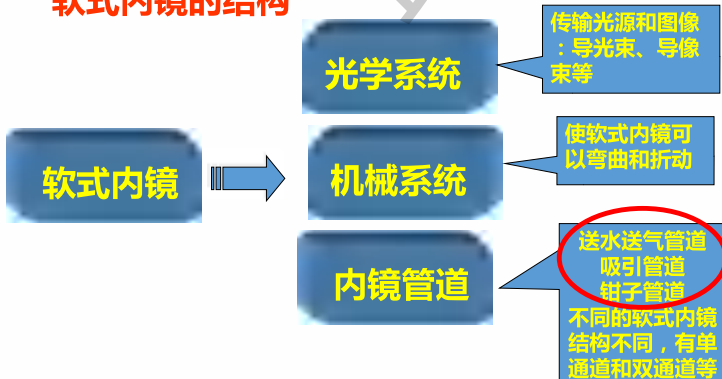 软式内镜的结构
光学系统
传输光源和图像
：导光束、导像
束等
软式内镜
机械系统
使软式内镜可
以弯曲和折动
内镜管道
送水送气管道
吸引管道
钳子管道
不同的软式内镜
结构不同，有单
通道和双通道等